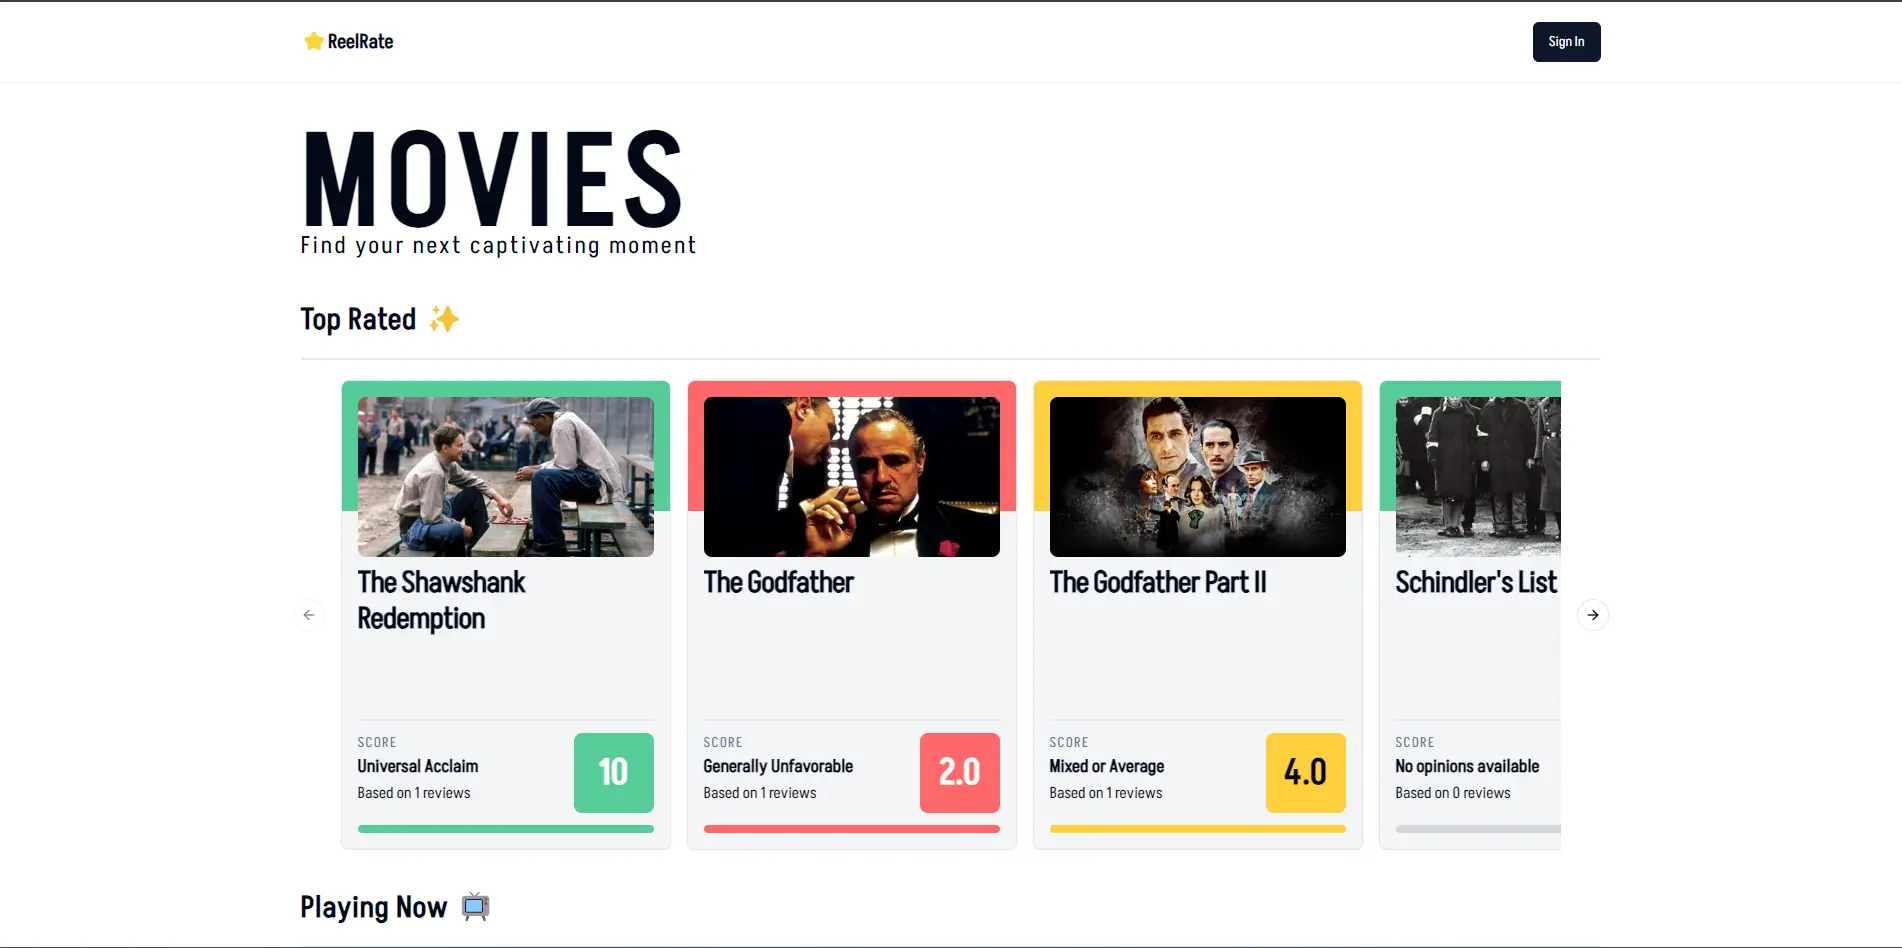 ReelRate
Sign In
MOVIES
Find your next captivating moment
Top Rated ✨
The Shawshank
Redemption
SCORE
Universal Acclaim
Based on 1 reviews
10
The Godfather
SCORE
Generally Unfavorable
Based on 1 reviews
2.0
The Godfather Part II
SCORE
Mixed or Average
Based on 1 reviews
4.0
Schindler's List
SCORE
No opinions available
Based on 0 reviews
Playing Now 📺